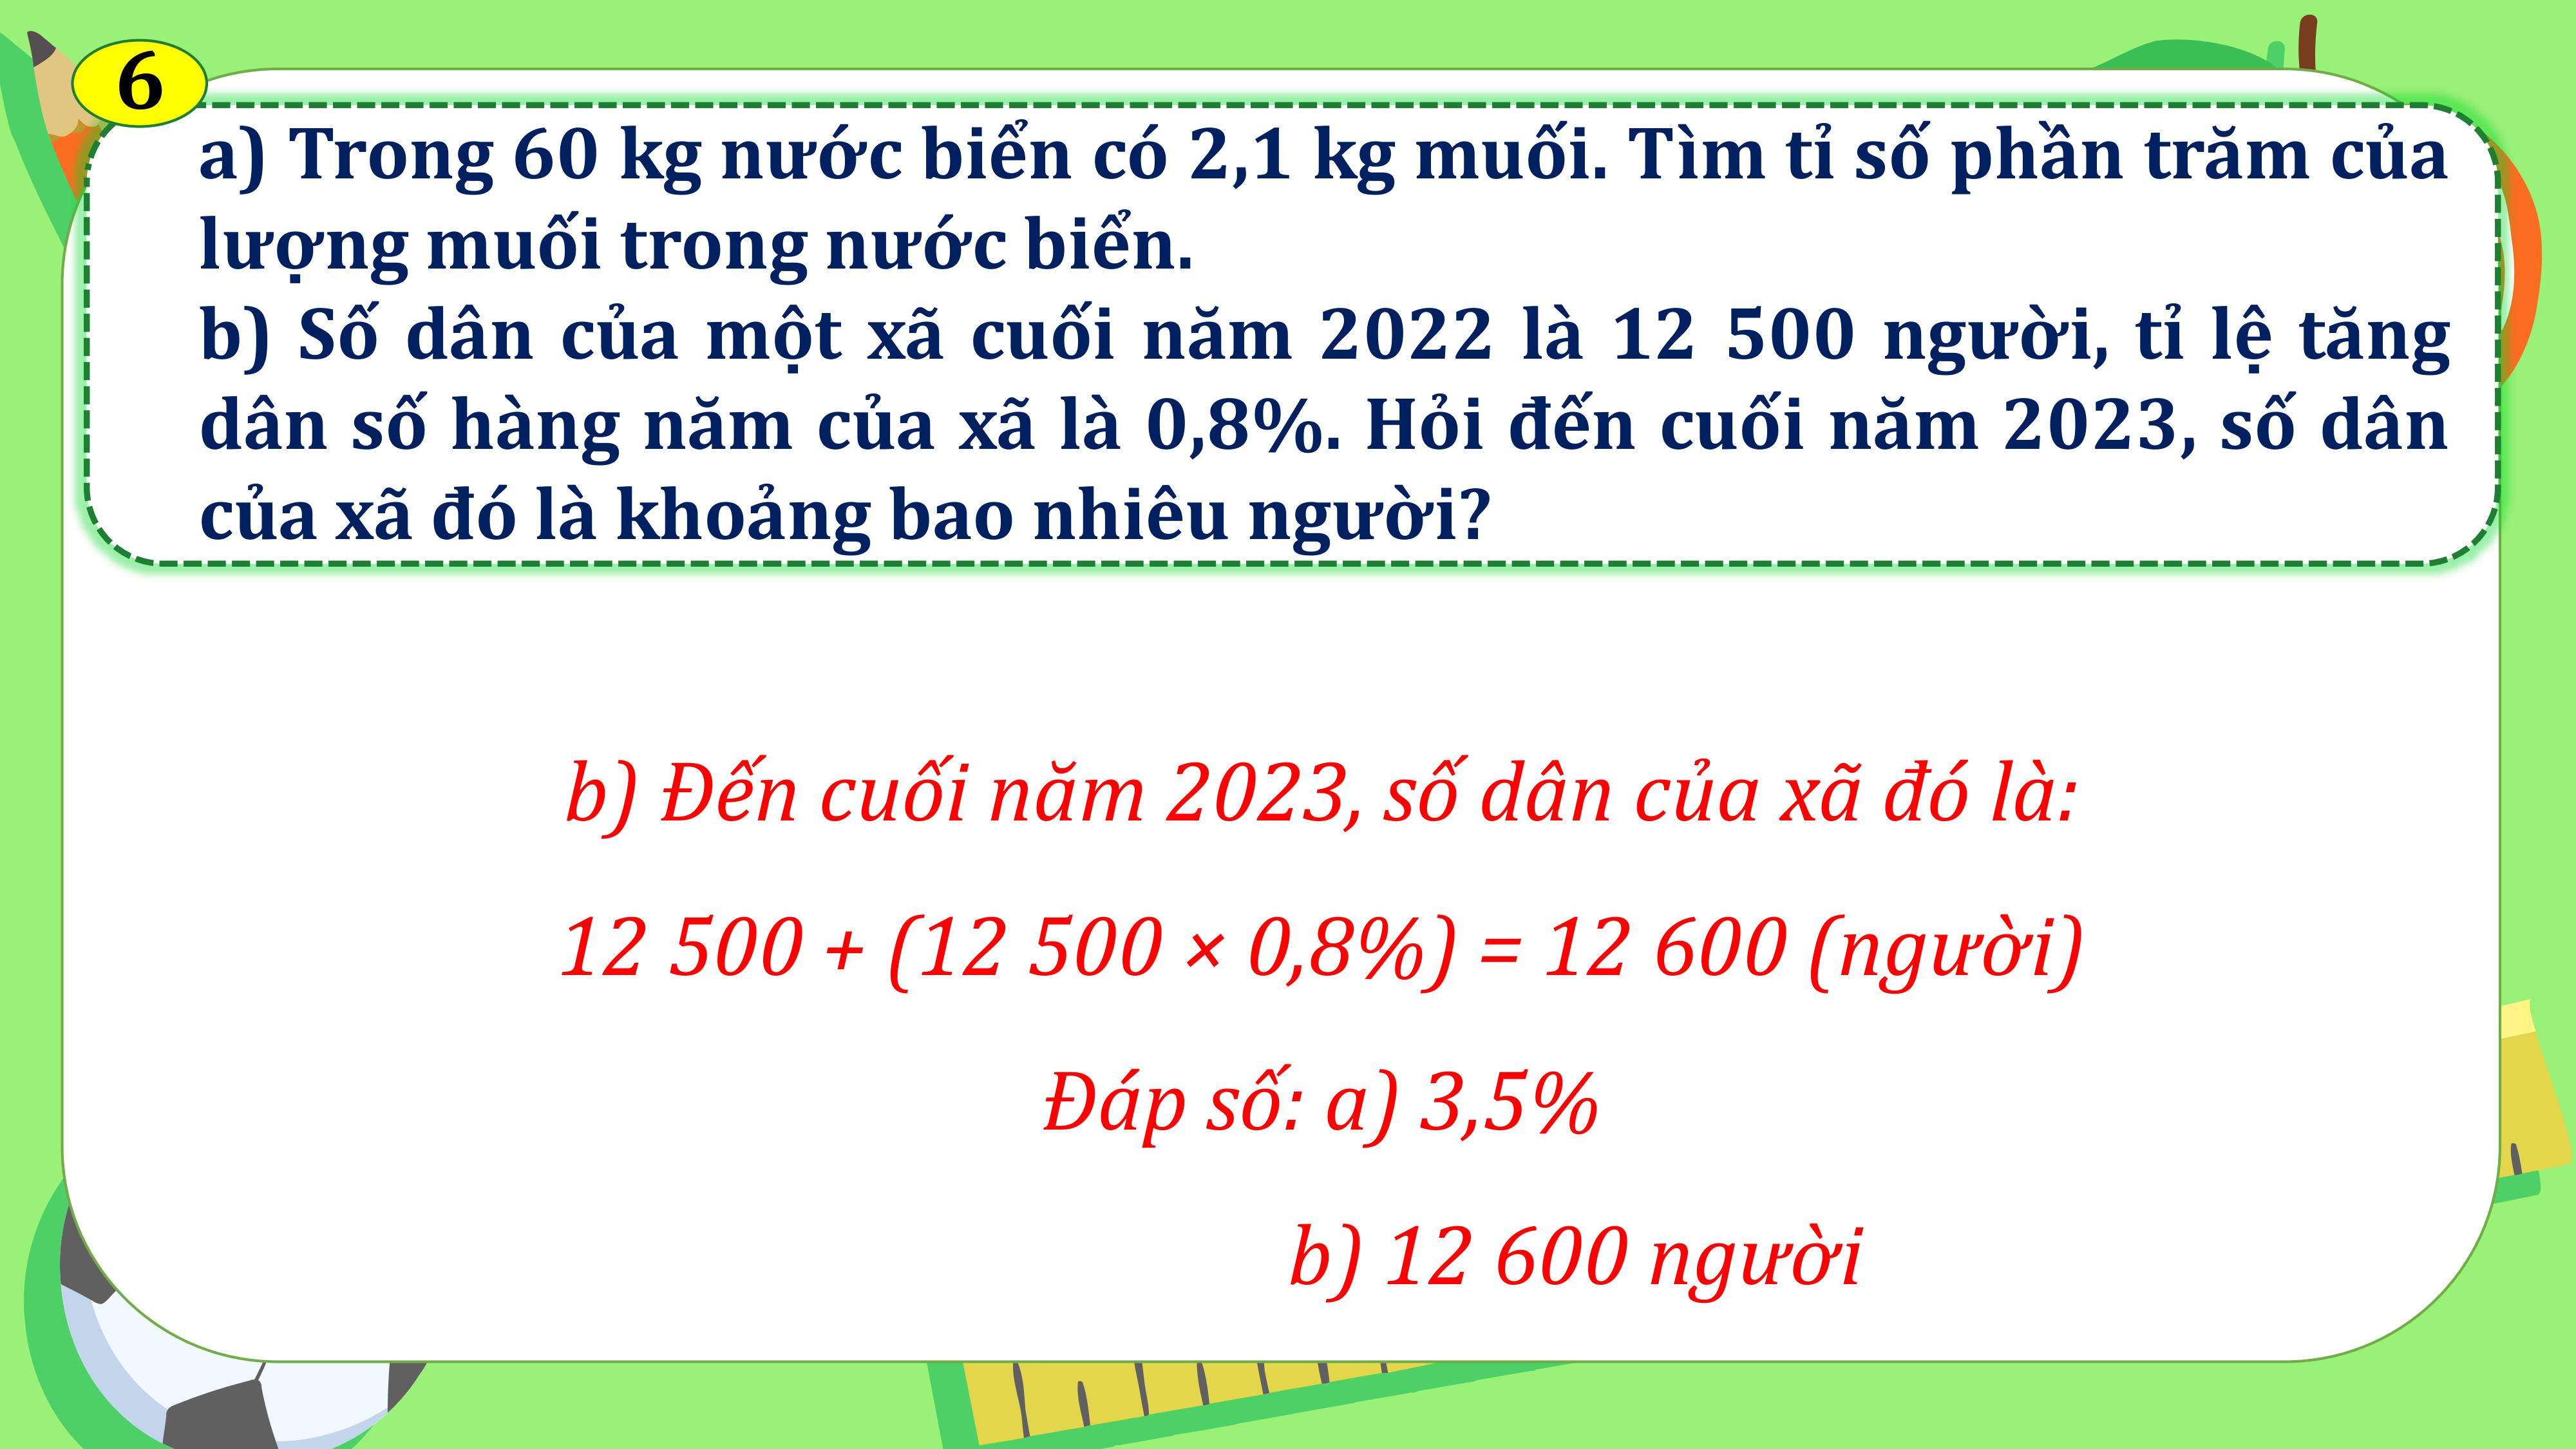 6
a) Trong 60 kg nước biển có 2,1 kg muối. Tìm tỉ số phần trăm của
lượng muối trong nước biển.
b) Số dân của một xã cuối năm 2022 là 12 500 người, tỉ lệ tăng
dân số hàng năm của xã là 0,8%. Hỏi đến cuối năm 2023, số dân
của xã đó là khoảng bao nhiêu người?
b) Đến cuối năm 2023, số dân của xã đó là:
12 500 + (12 500 × 0,8%) = 12 600 (người)
Đáp số: a) 3,5%
b) 12 600 người